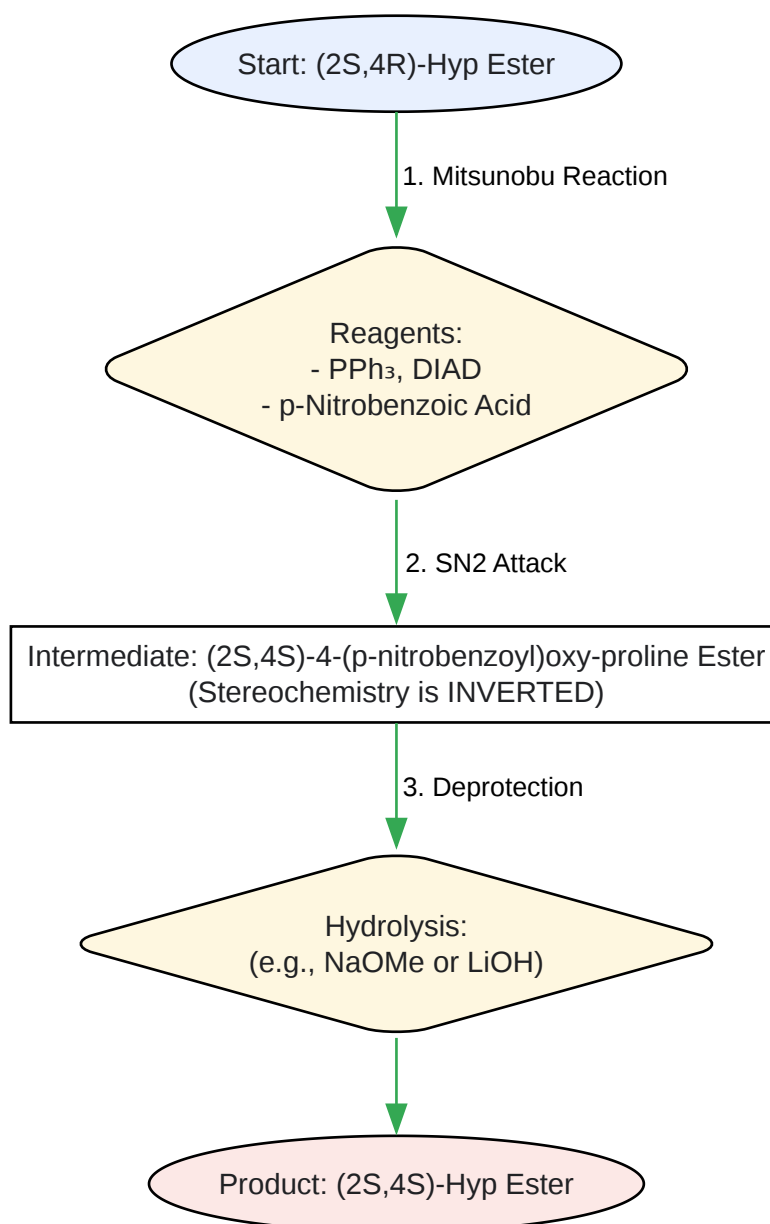 Start: (2S,4R)-Hyp Ester
1. Mitsunobu Reaction
Reagents:
- PPh₃, DIAD
- p-Nitrobenzoic Acid
2. SN2 Attack
Intermediate: (2S,4S)-4-(p-nitrobenzoyl)oxy-proline Ester
(Stereochemistry is INVERTED)
3. Deprotection
Hydrolysis:
(e.g., NaOMe or LiOH)
Product: (2S,4S)-Hyp Ester